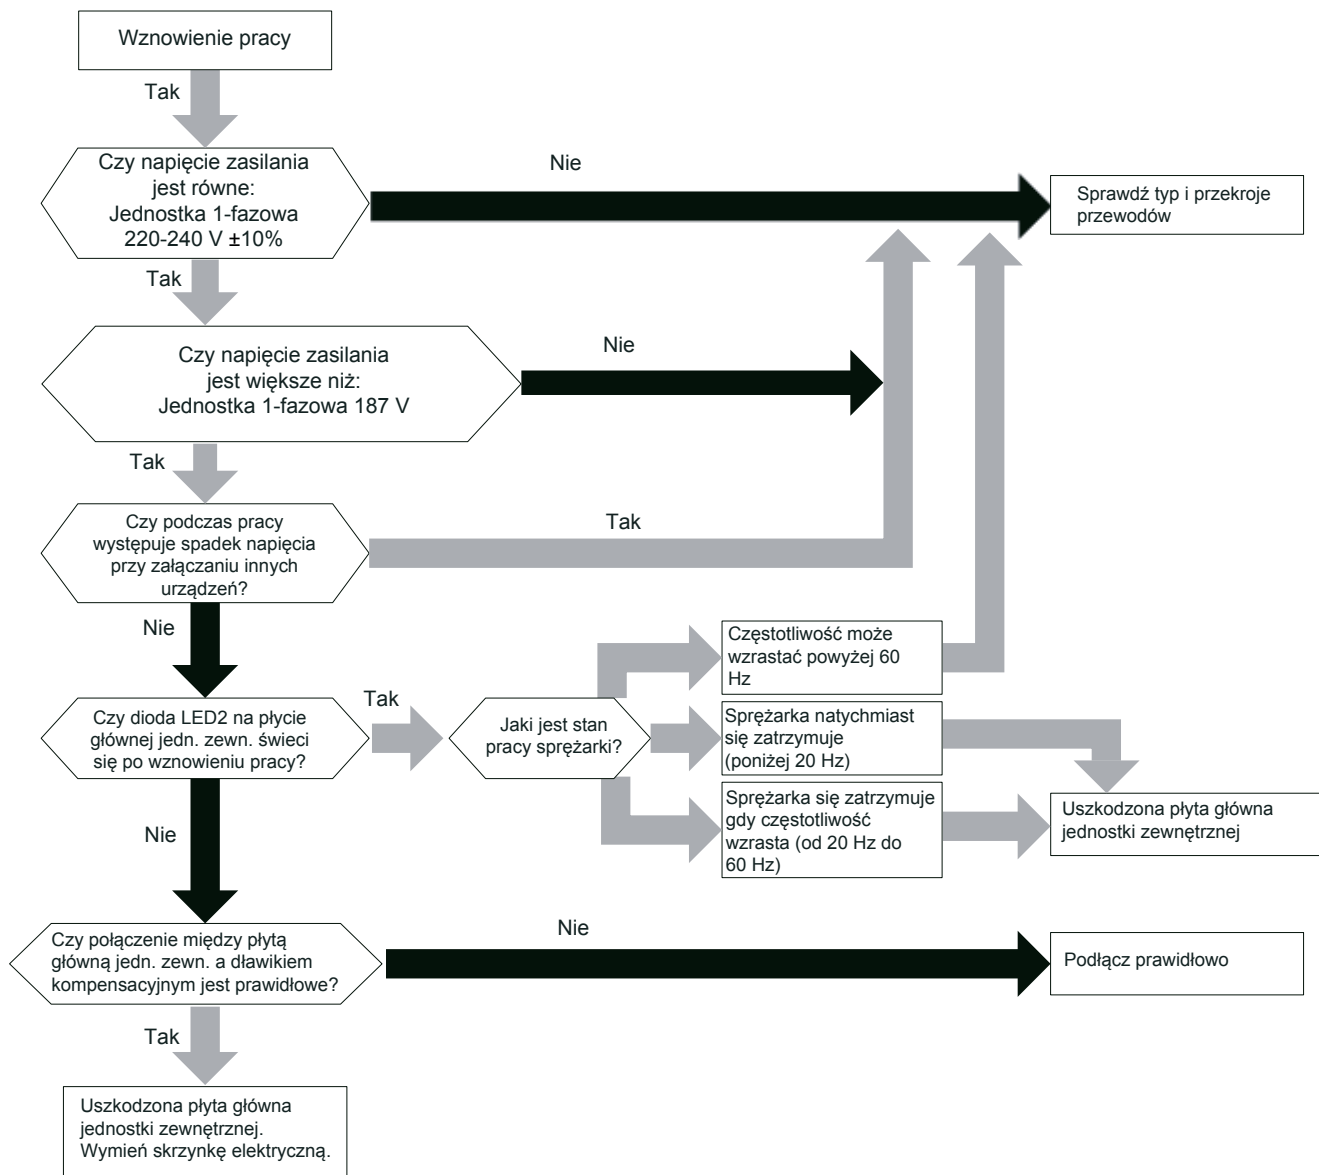 Wznowienie pracy
Tak
Czy napięcie zasilania
jest równe:
Jednostka 1-fazowa
220-240 V ±10%
Nie
Sprawdź typ i przekroje
przewodów
Tak
Czy napięcie zasilania
jest większe niż:
Jednostka 1-fazowa 187 V
Nie
Tak
Czy podczas pracy
występuje spadek napięcia
przy załączaniu innych
urządzeń?
Tak
Nie
Czy dioda LED2 na płycie
głównej jedn. zewn. świeci
się po wznowieniu pracy?
Tak
Jaki jest stan
pracy sprężarki?
Częstotliwość może
wzrastać powyżej 60
Hz
Sprężarka natychmiast
się zatrzymuje
(poniżej 20 Hz)
Sprężarka się zatrzymuje
gdy częstotliwość
wzrasta (od 20 Hz do
60 Hz)
Uszkodzona płyta główna
jednostki zewnętrznej
Nie
Czy połączenie między płytą
główną jedn. zewn. a dławikiem
kompensacyjnym jest prawidłowe?
Nie
Podłącz prawidłowo
Tak
Uszkodzona płyta główna
jednostki zewnętrznej.
Wymień skrzynkę elektryczną.